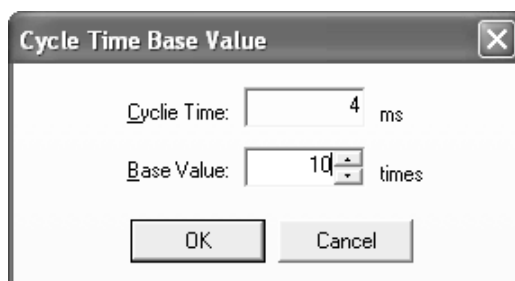 Cycle Time Base Value
Cyclie Time: 4 ms
Base Value: 10 times
OK Cancel